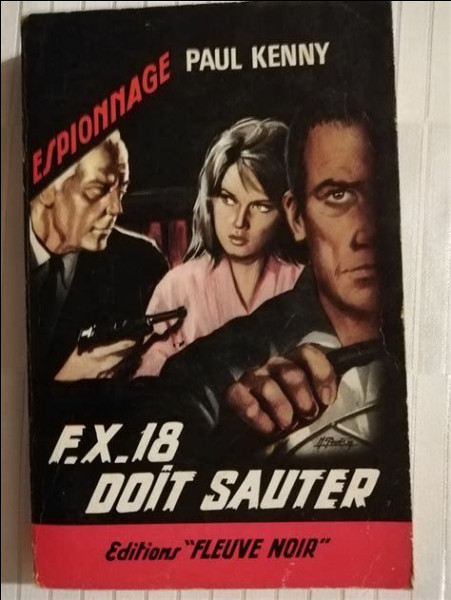 ESPIONNAGE
PAUL KENNY
F.X.18
DOIT SAUTER
Editions "FLEUVE NOIR"